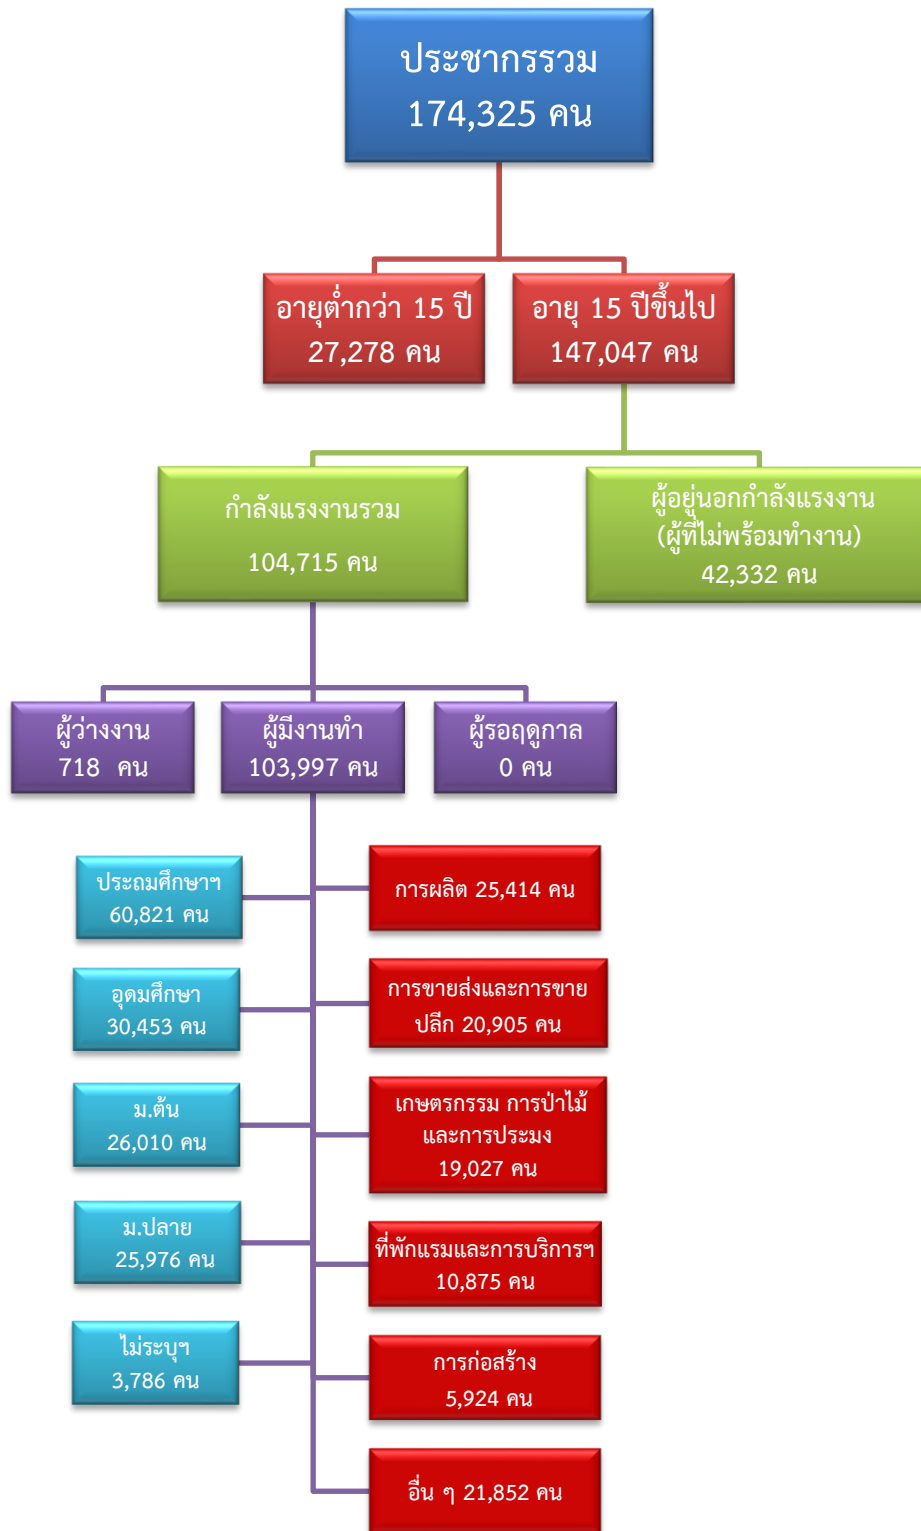 ประชากรรวม
174,325 คน
อายุต่ำกว่า 15 ปี
27,278 คน
อายุ 15 ปีขึ้นไป
147,047 คน
กำลังแรงงานรวม
104,715 คน
ผู้อยู่นอกกำลังแรงงาน
(ผู้ที่ไม่พร้อมทำงาน)
42,332 คน
ผู้ว่างงาน
718 คน
ผู้มีงานทำ
103,997 คน
ผู้รอฤดูกาล
0 คน
ประถมศึกษาฯ
60,821 คน
อุดมศึกษา
30,453 คน
ม.ต้น
26,010 คน
ม.ปลาย
25,976 คน
ไม่ระบุฯ
3,786 คน
การผลิต 25,414 คน
การขายส่งและการขาย
ปลีก 20,905 คน
เกษตรกรรม การป่าไม้
และการประมง
19,027 คน
ที่พักแรมและการบริการฯ
10,875 คน
การก่อสร้าง
5,924 คน
อื่น ๆ 21,852 คน